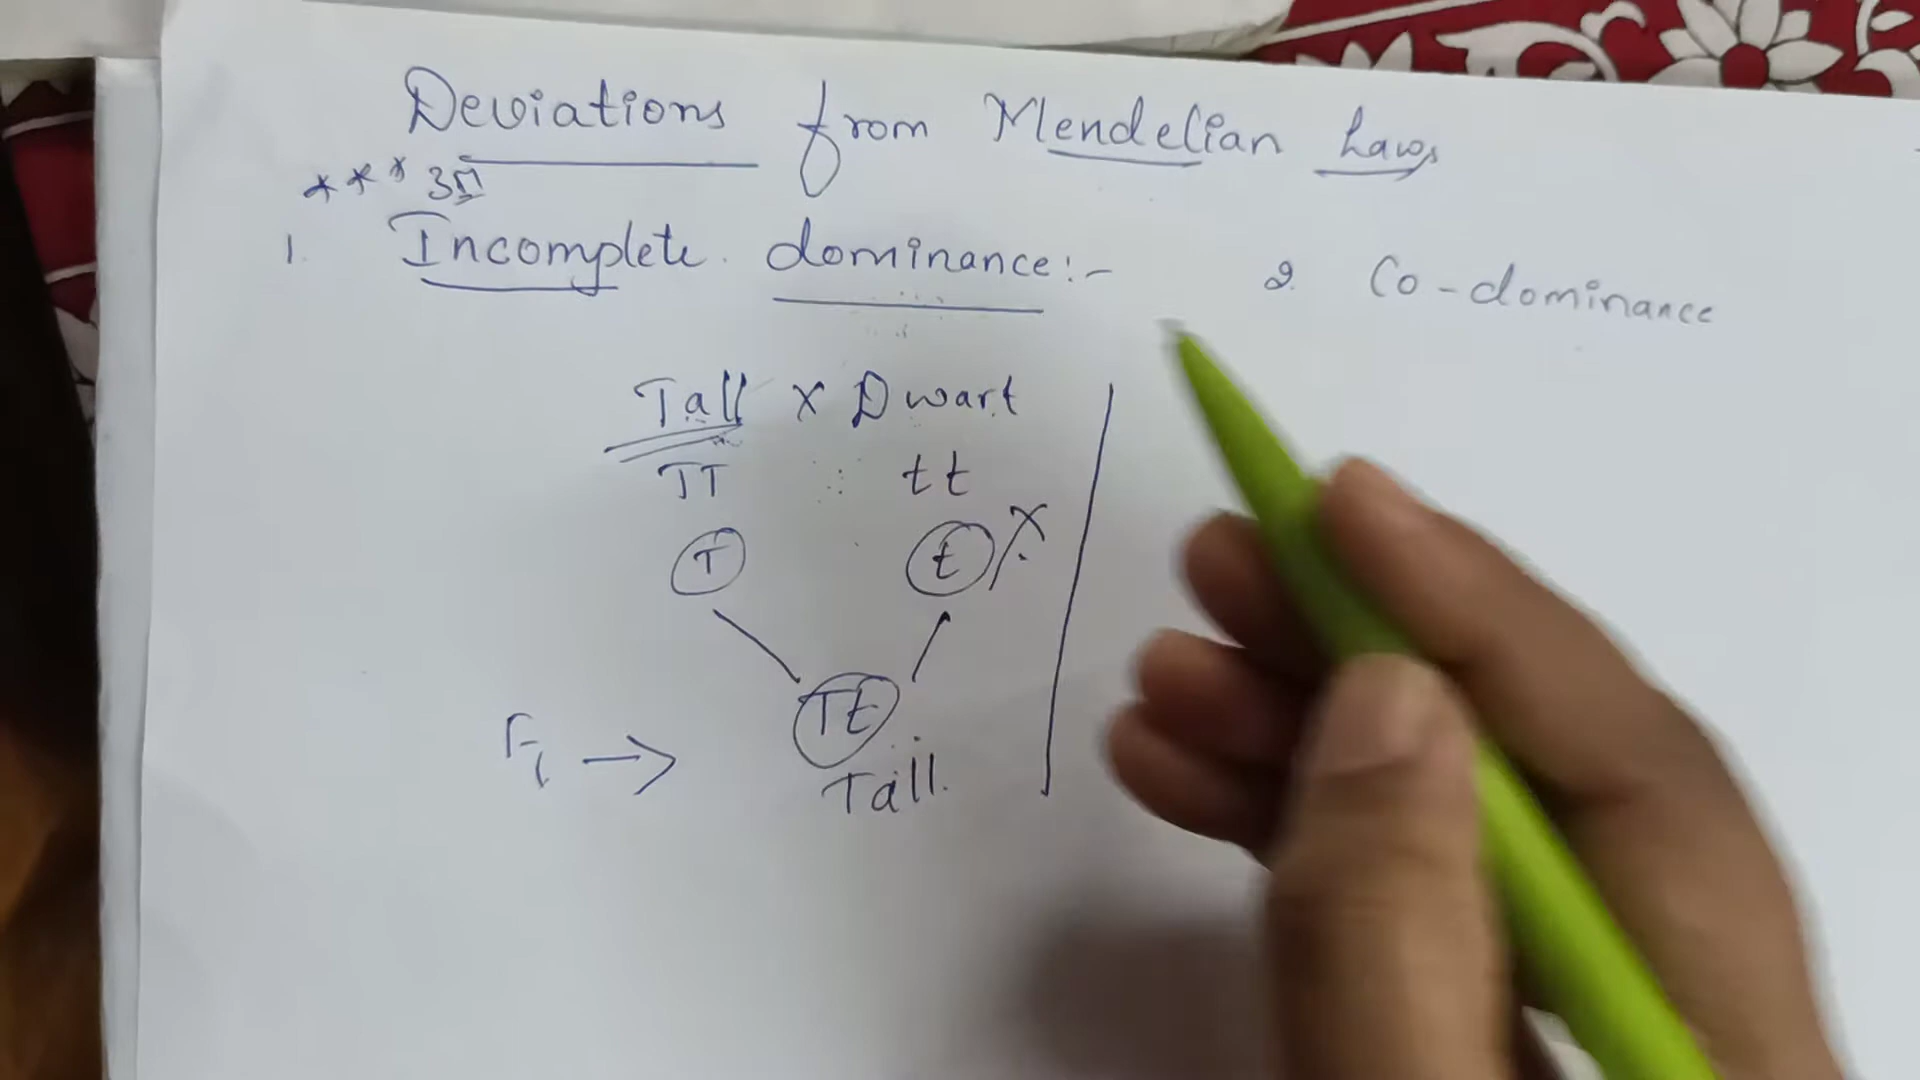 Deviations from Mendelian Laws
*** 3M
1. Incomplete dominance:-
2. Co-dominance
Tall x Dwarf
TT tt
T t x
Tt
F1 →
Tall.